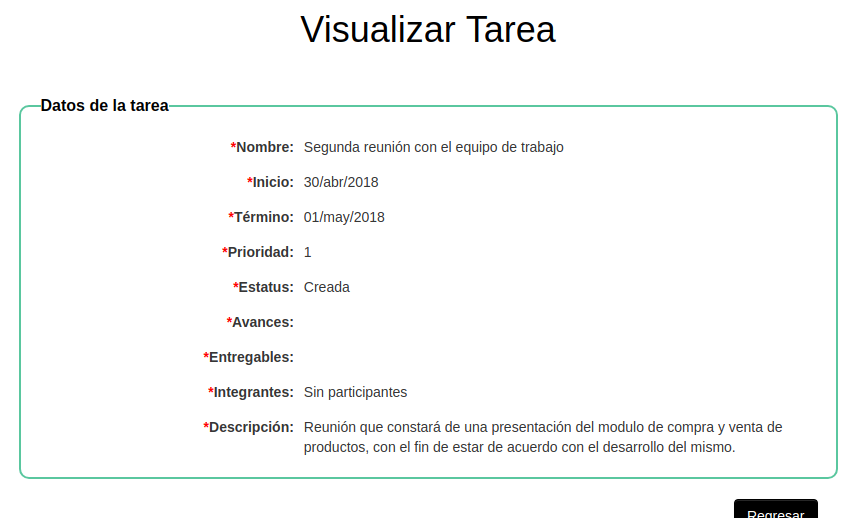 Visualizar Tarea
Datos de la tarea
*Nombre: Segunda reunión con el equipo de trabajo
*Inicio: 30/abr/2018
*Término: 01/may/2018
*Prioridad: 1
*Estatus: Creada
*Avances:
*Entregables:
*Integrantes: Sin participantes
*Descripción: Reunión que constará de una presentación del modulo de compra y venta de
productos, con el fin de estar de acuerdo con el desarrollo del mismo.
Regresar